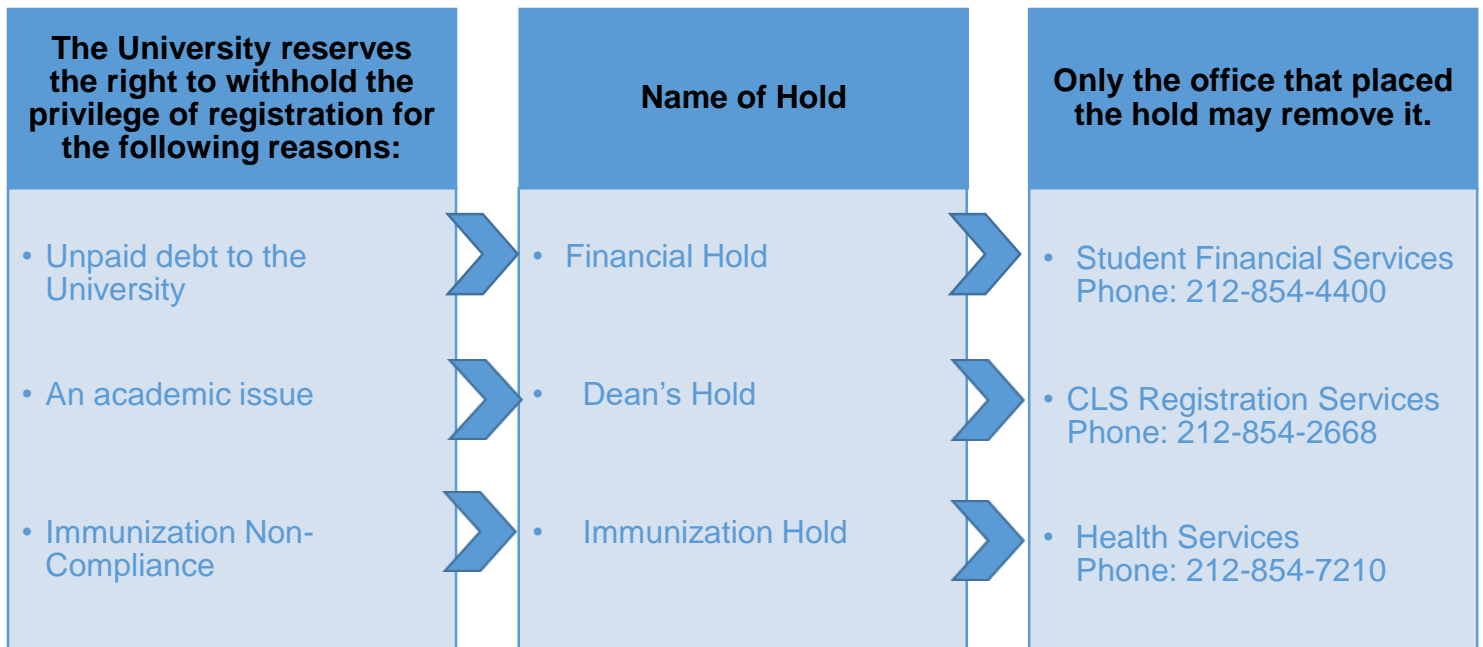 The University reserves
the right to withhold the
privilege of registration for
the following reasons:
Name of Hold
Only the office that placed
the hold may remove it.
• Unpaid debt to the
University
• Financial Hold
• Student Financial Services
Phone: 212-854-4400
• An academic issue
• Dean’s Hold
• CLS Registration Services
Phone: 212-854-2668
• Immunization Non-
Compliance
• Immunization Hold
• Health Services
Phone: 212-854-7210